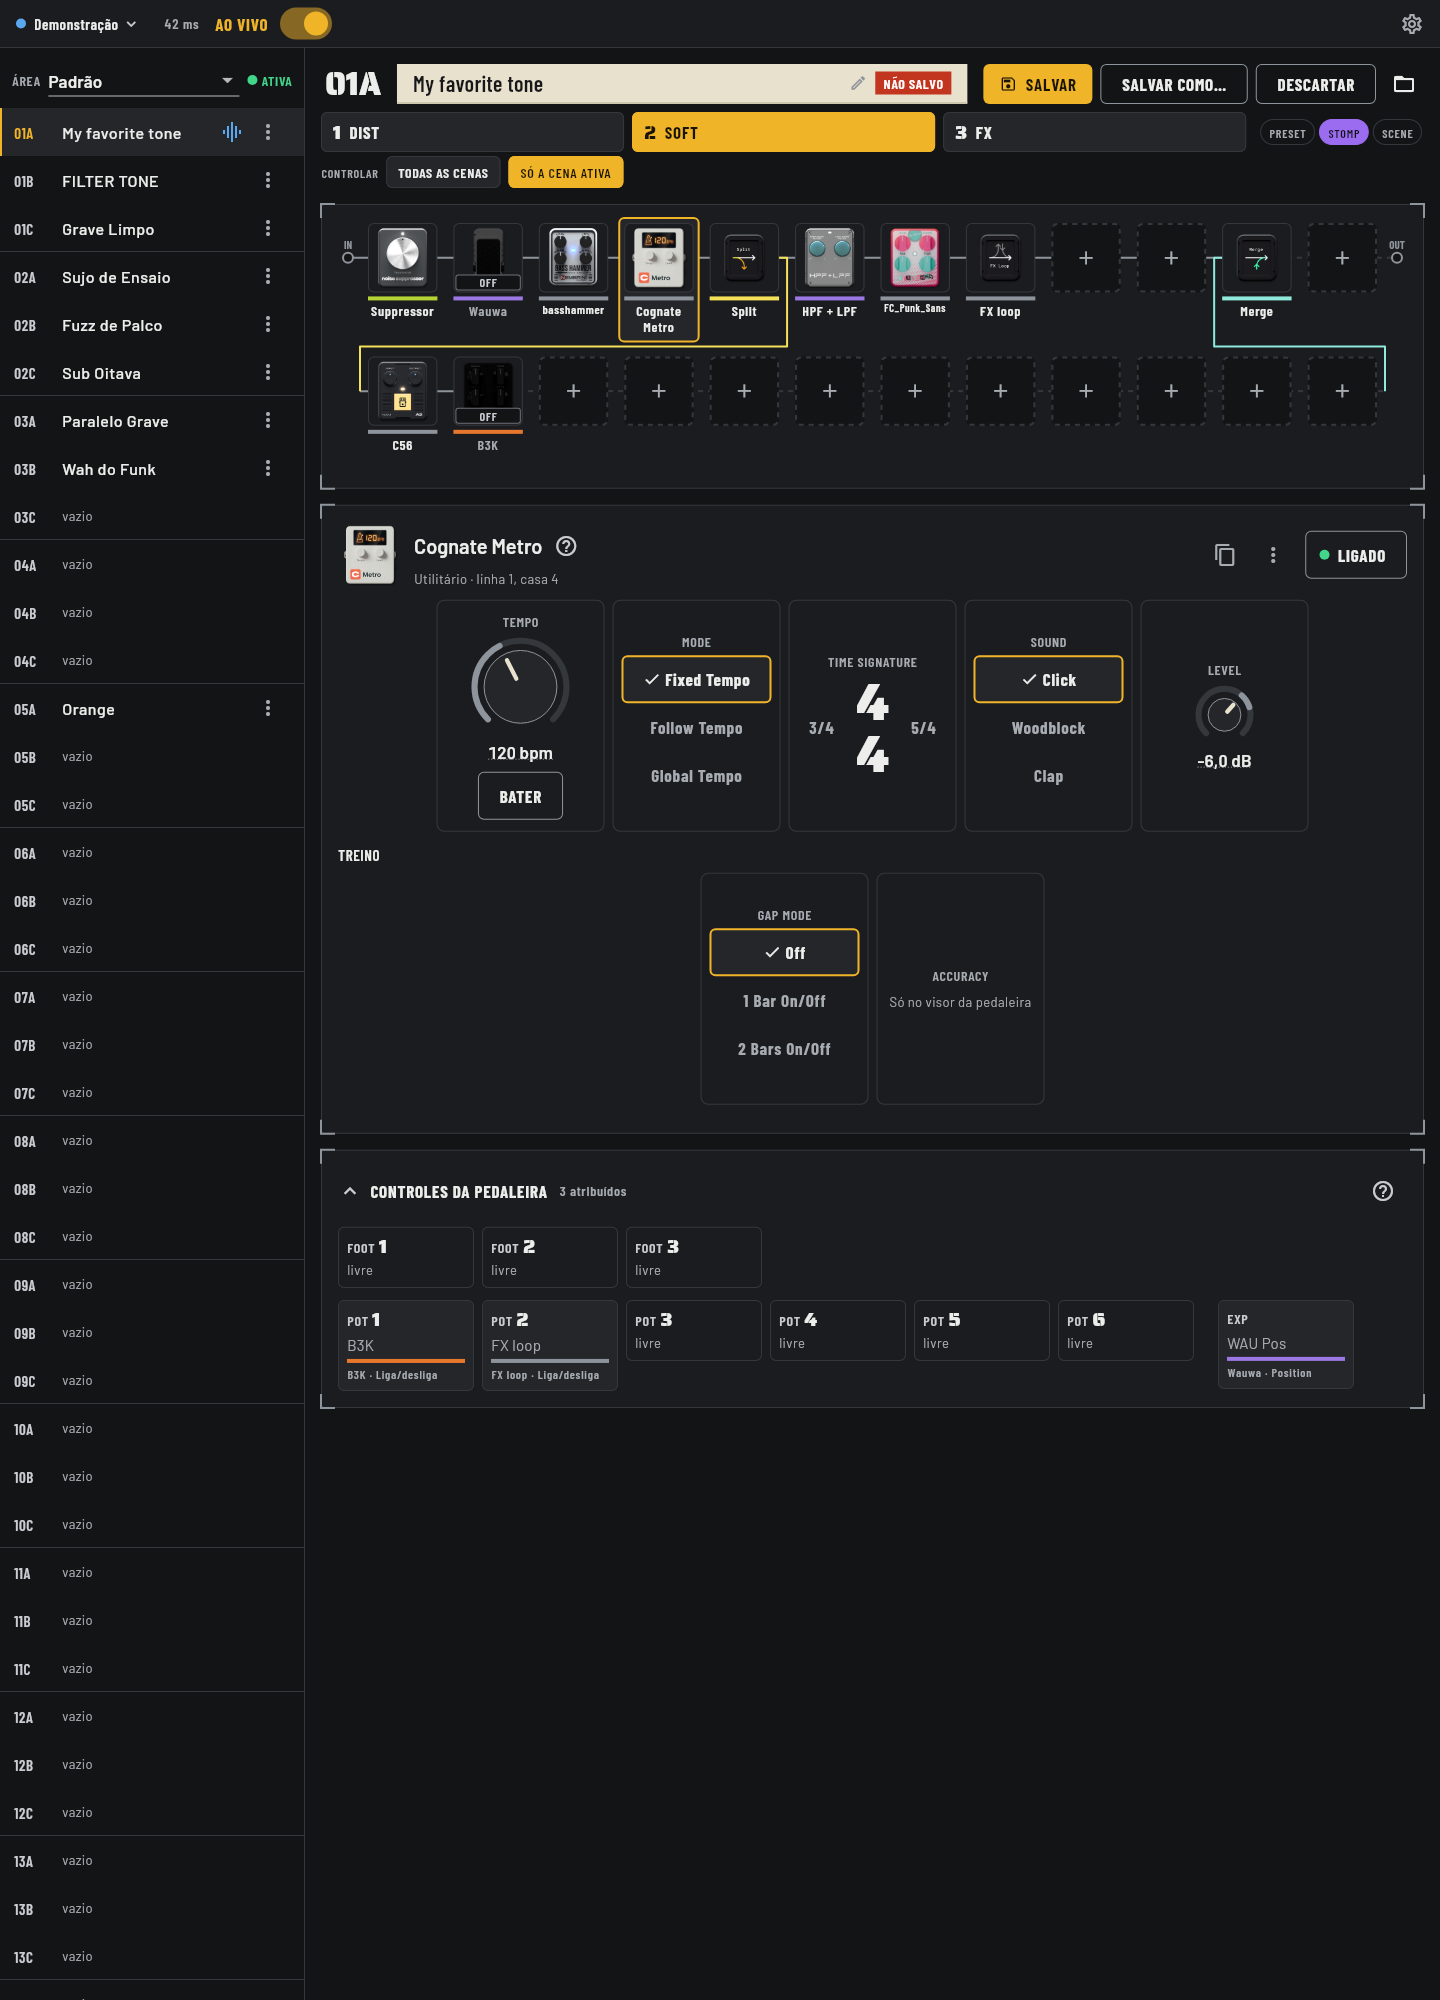 Demonstração
42 ms
AO VIVO
ÁREA Padrão
ATIVA
01A My favorite tone
01B FILTER TONE
01C Grave Limpo
02A Sujo de Ensaio
02B Fuzz de Palco
02C Sub Oitava
03A Paralelo Grave
03B Wah do Funk
03C vazio
04A vazio
04B vazio
04C vazio
05A Orange
05B vazio
05C vazio
06A vazio
06B vazio
06C vazio
07A vazio
07B vazio
07C vazio
08A vazio
08B vazio
08C vazio
09A vazio
09B vazio
09C vazio
10A vazio
10B vazio
10C vazio
11A vazio
11B vazio
11C vazio
12A vazio
12B vazio
12C vazio
13A vazio
13B vazio
13C vazio
01A
My favorite tone
NÃO SALVO
SALVAR
SALVAR COMO...
DESCARTAR
1 DIST
2 SOFT
3 FX
PRESET
STOMP
SCENE
CONTROLAR
TODAS AS CENAS
SÓ A CENA ATIVA
IN
OFF
120
Metro
Split
HPF+LPF
FX Loop
Merge
OUT
Suppressor
Wauwa
basshammer
Cognate
Metro
Split
HPF + LPF
FC_Punk_Sans
FX loop
Merge
OFF
C56
B3K
120
Metro
Cognate Metro
Utilitário · linha 1, casa 4
LIGADO
TEMPO
120 bpm
BATER
MODE
Fixed Tempo
Follow Tempo
Global Tempo
TIME SIGNATURE
3/4
4
4
5/4
SOUND
Click
Woodblock
Clap
LEVEL
-6,0 dB
TREINO
GAP MODE
Off
1 Bar On/Off
2 Bars On/Off
ACCURACY
Só no visor da pedaleira
CONTROLES DA PEDALEIRA
3 atribuídos
FOOT 1
livre
FOOT 2
livre
FOOT 3
livre
POT 1
B3K
B3K · Liga/desliga
POT 2
FX loop
FX loop · Liga/desliga
POT 3
livre
POT 4
livre
POT 5
livre
POT 6
livre
EXP
WAU Pos
Wauwa · Position